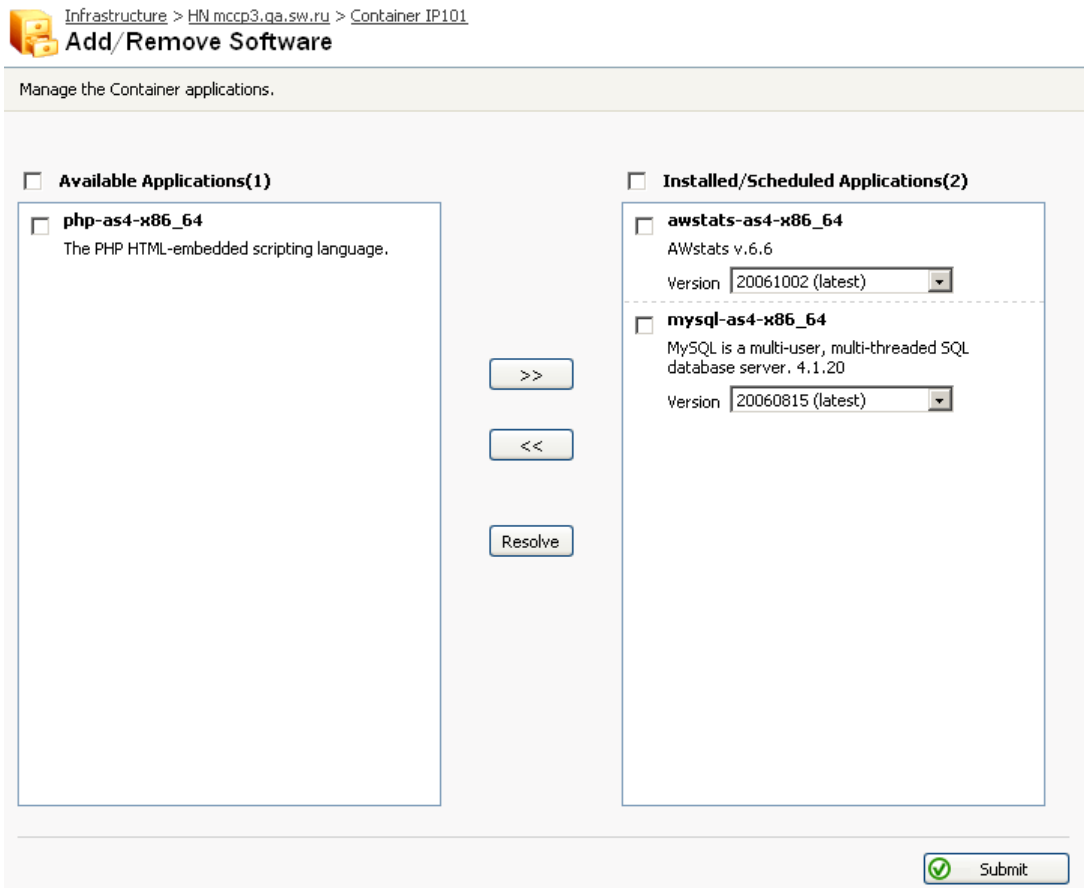 Infrastructure > HN mccp3.qa.sw.ru > Container IP101
Add/Remove Software
Manage the Container applications.
Available Applications(1)
php-as4-x86_64
The PHP HTML-embedded scripting language.
>>
<<
Resolve
Installed/Scheduled Applications(2)
awstats-as4-x86_64
AWstats v.6.6
Version 20061002 (latest)
mysql-as4-x86_64
MySQL is a multi-user, multi-threaded SQL
database server. 4.1.20
Version 20060815 (latest)
Submit